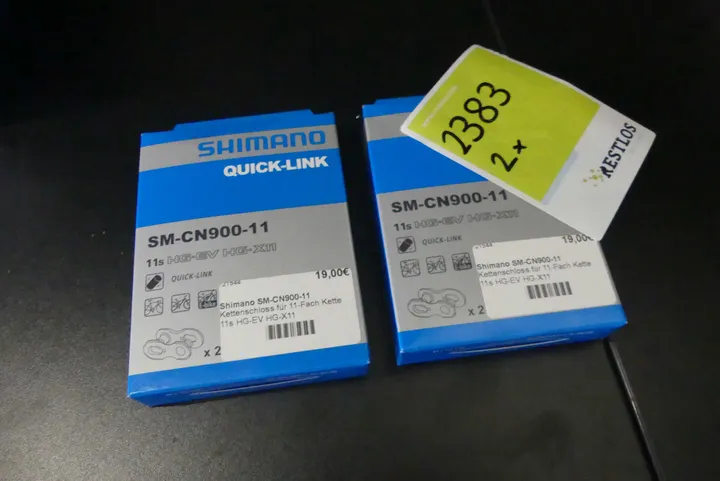 SHIMANO
QUICK-LINK
SM-CN900-11
11s HG-EV HG-X11
QUICK-LINK
21544
19,00€
Shimano SM-CN900-11
Kettenschloss für 11-Fach Kette
11s HG-EV HG-X11
x 2
2383
2x
RESTLOS
SM-CN900-11
11s HG-EV HG-X11
QUICK-LINK
21544
19,00€
Shimano SM-CN900-11
Kettenschloss für 11-Fach Kette
11s HG-EV HG-X11
x 2